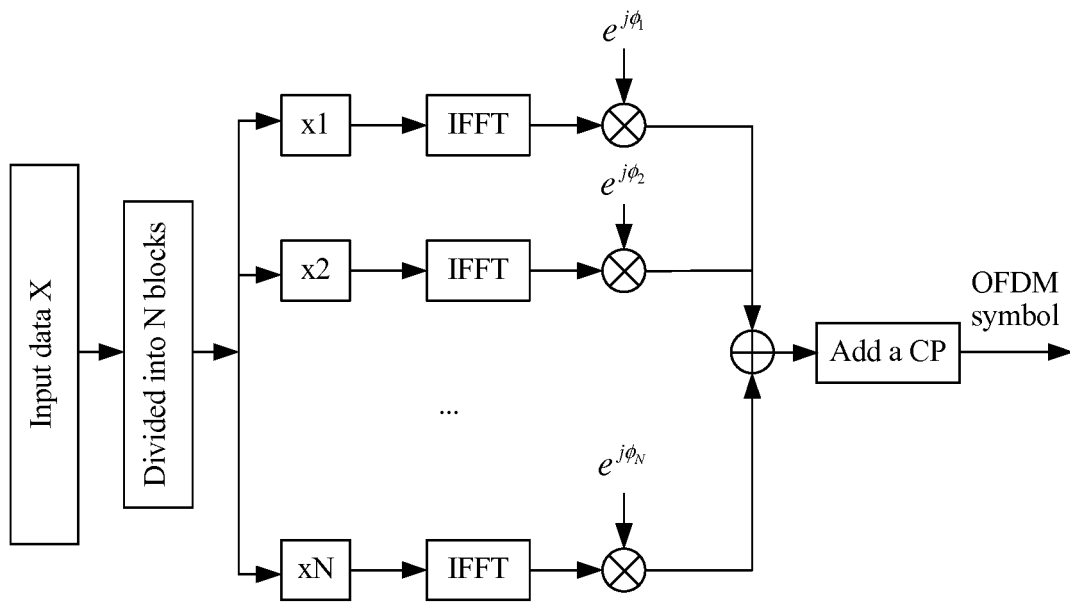 Input data X
Divided into N blocks
x1
IFFT
e^{jϕ_1}
x2
IFFT
e^{jϕ_2}
...
xN
IFFT
e^{jϕ_N}
Add a CP
OFDM
symbol